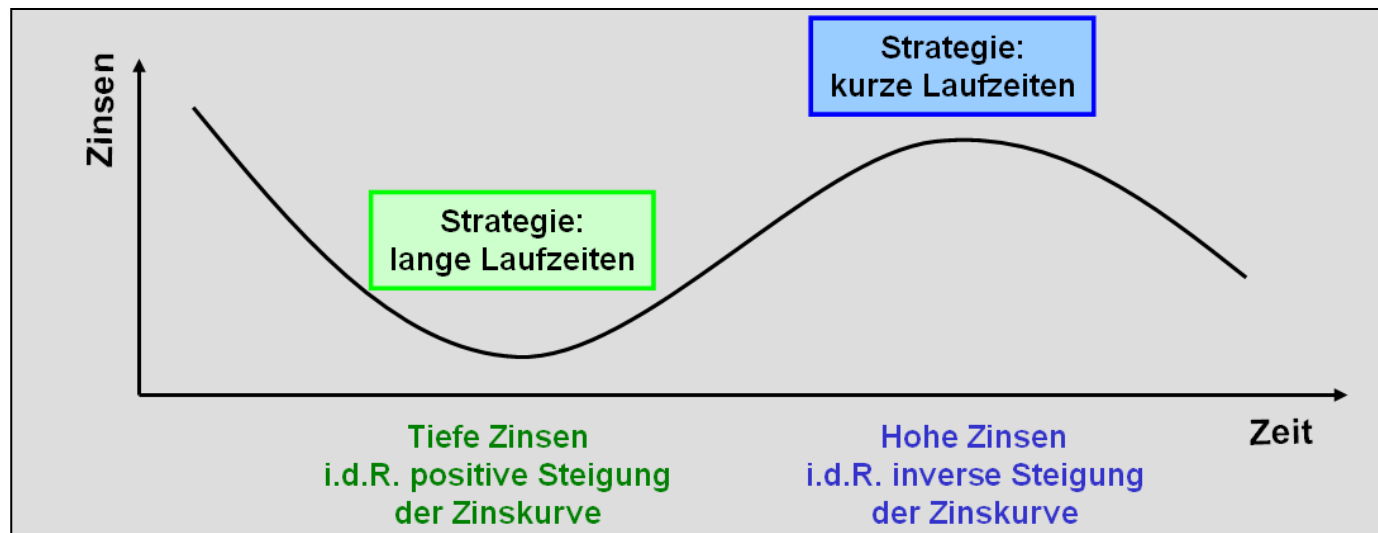 Zinsen
Strategie:
kurze Laufzeiten
Strategie:
lange Laufzeiten
Zeit
Tiefe Zinsen
i.d.R. positive Steigung
der Zinskurve
Hohe Zinsen
i.d.R. inverse Steigung
der Zinskurve